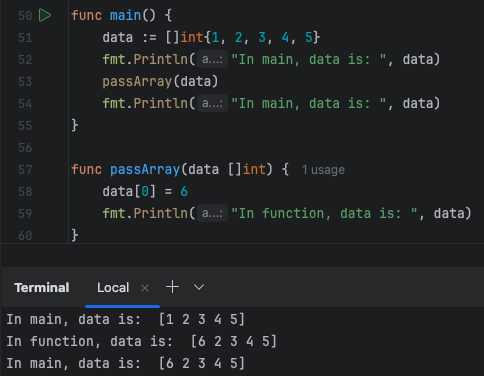 50 func main() {
51 data := []int{1, 2, 3, 4, 5}
52 fmt.Println( a...: "In main, data is: ", data)
53 passArray(data)
54 fmt.Println( a...: "In main, data is: ", data)
55 }
56
57 func passArray(data []int) { 1 usage
58 data[0] = 6
59 fmt.Println( a...: "In function, data is: ", data)
60 }
Terminal Local × + ⌄
In main, data is:  [1 2 3 4 5]
In function, data is:  [6 2 3 4 5]
In main, data is:  [6 2 3 4 5]